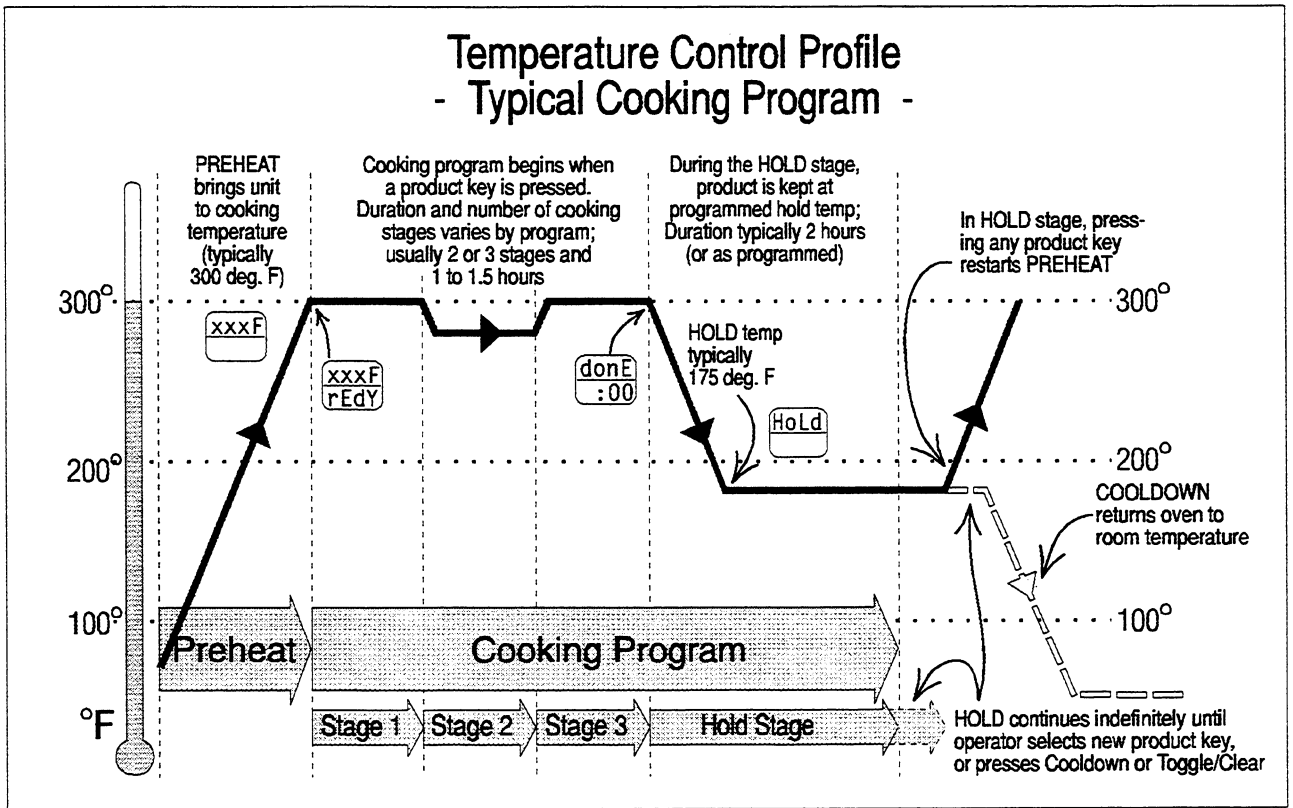 Temperature Control Profile
- Typical Cooking Program -
PREHEAT
brings unit
to cooking
temperature
(typically
300 deg. F)
Cooking program begins when
a product key is pressed.
Duration and number of cooking
stages varies by program;
usually 2 or 3 stages and
1 to 1.5 hours
During the HOLD stage,
product is kept at
programmed hold temp;
Duration typically 2 hours
(or as programmed)
In HOLD stage, press-
ing any product key
restarts PREHEAT
300°
300°
xxxF
xxxF
rEdY
donE
:00
HOLD temp
typically
175 deg. F
HoLd
200°
200°
COOLDOWN
returns oven to
room temperature
100°
100°
Preheat
Cooking Program
°F
Stage 1
Stage 2
Stage 3
Hold Stage
HOLD continues indefinitely until
operator selects new product key,
or presses Cooldown or Toggle/Clear